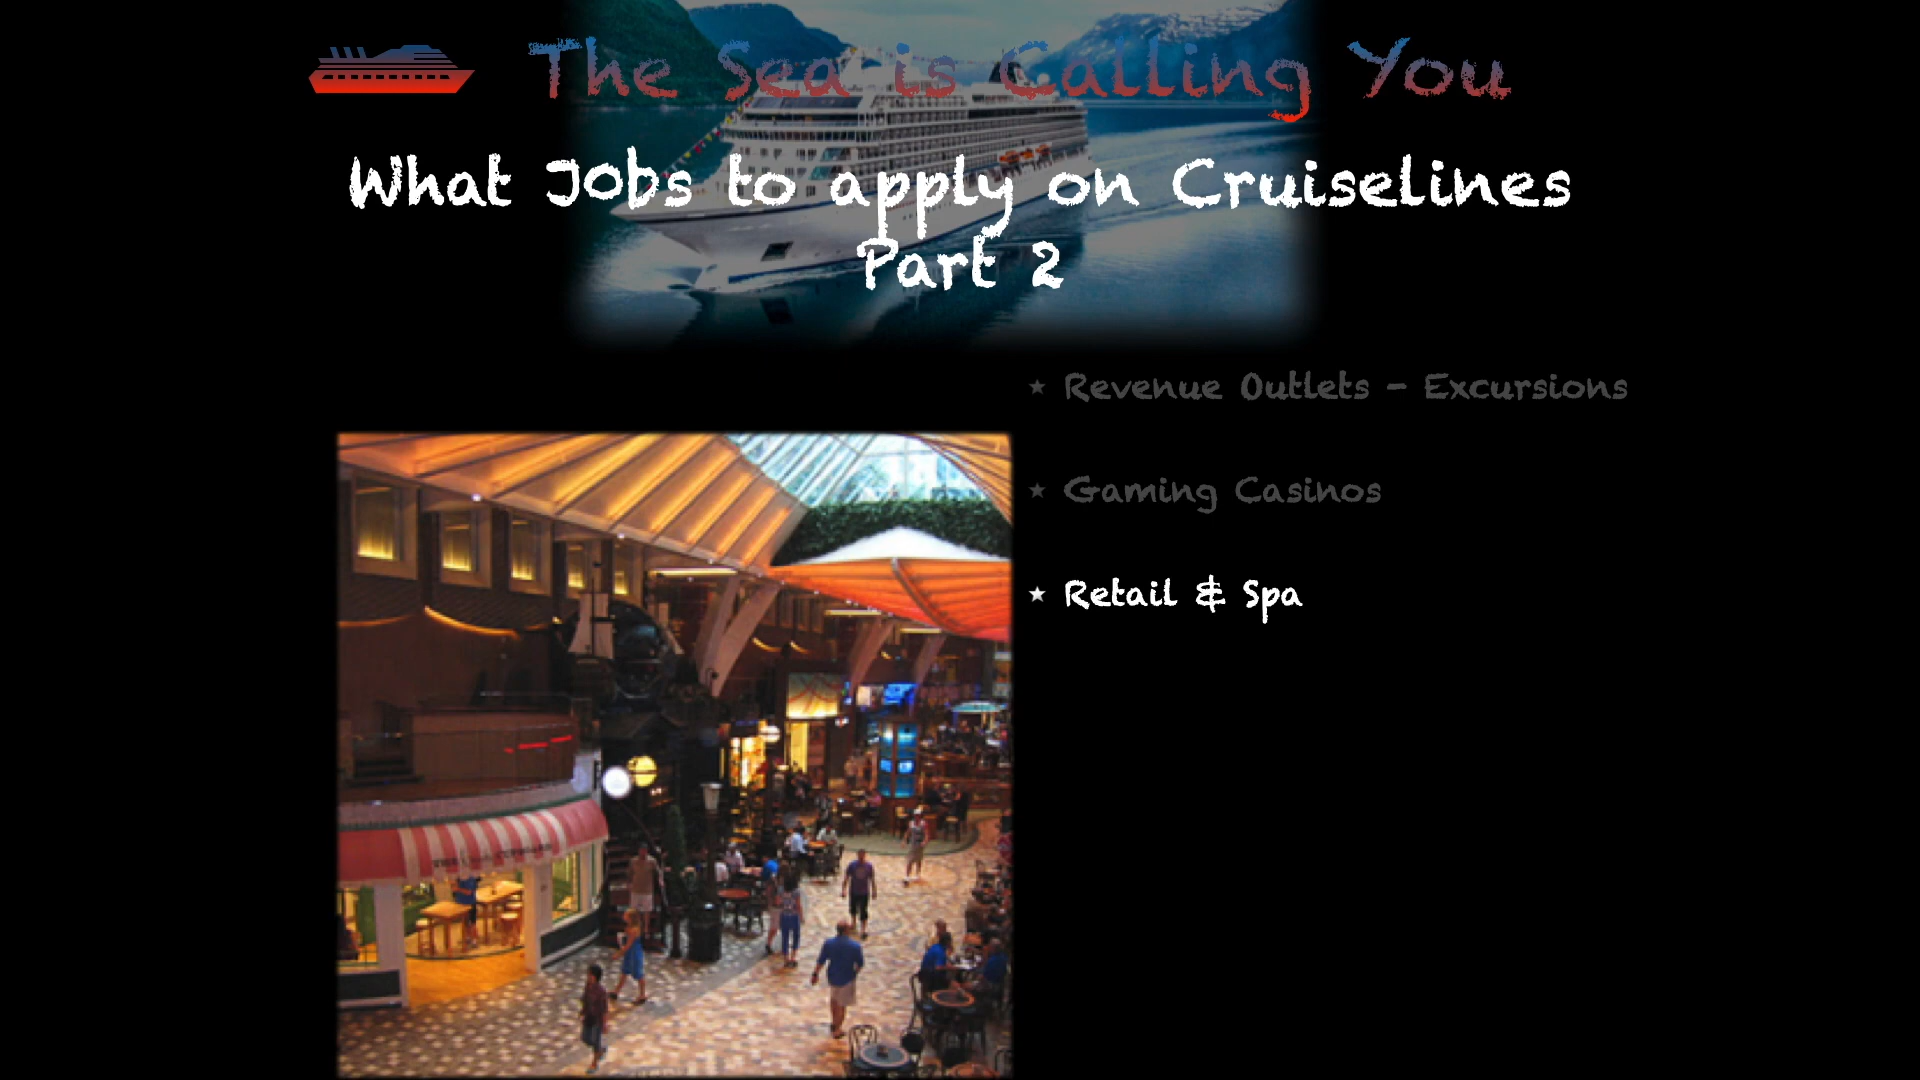 The Sea is Calling You
What Jobs to apply on Cruiselines
Part 2
★ Revenue Outlets - Excursions
★ Gaming Casinos
★ Retail & Spa